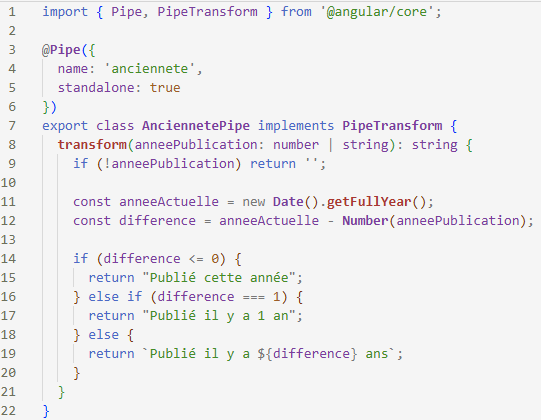 1 import { Pipe, PipeTransform } from '@angular/core';
2
3 @Pipe({
4   name: 'anciennete',
5   standalone: true
6 })
7 export class AnciennetePipe implements PipeTransform {
8   transform(anneePublication: number | string): string {
9     if (!anneePublication) return '';
10
11     const anneeActuelle = new Date().getFullYear();
12     const difference = anneeActuelle - Number(anneePublication);
13
14     if (difference <= 0) {
15       return "Publié cette année";
16     } else if (difference === 1) {
17       return "Publié il y a 1 an";
18     } else {
19       return `Publié il y a ${difference} ans`;
20     }
21   }
22 }